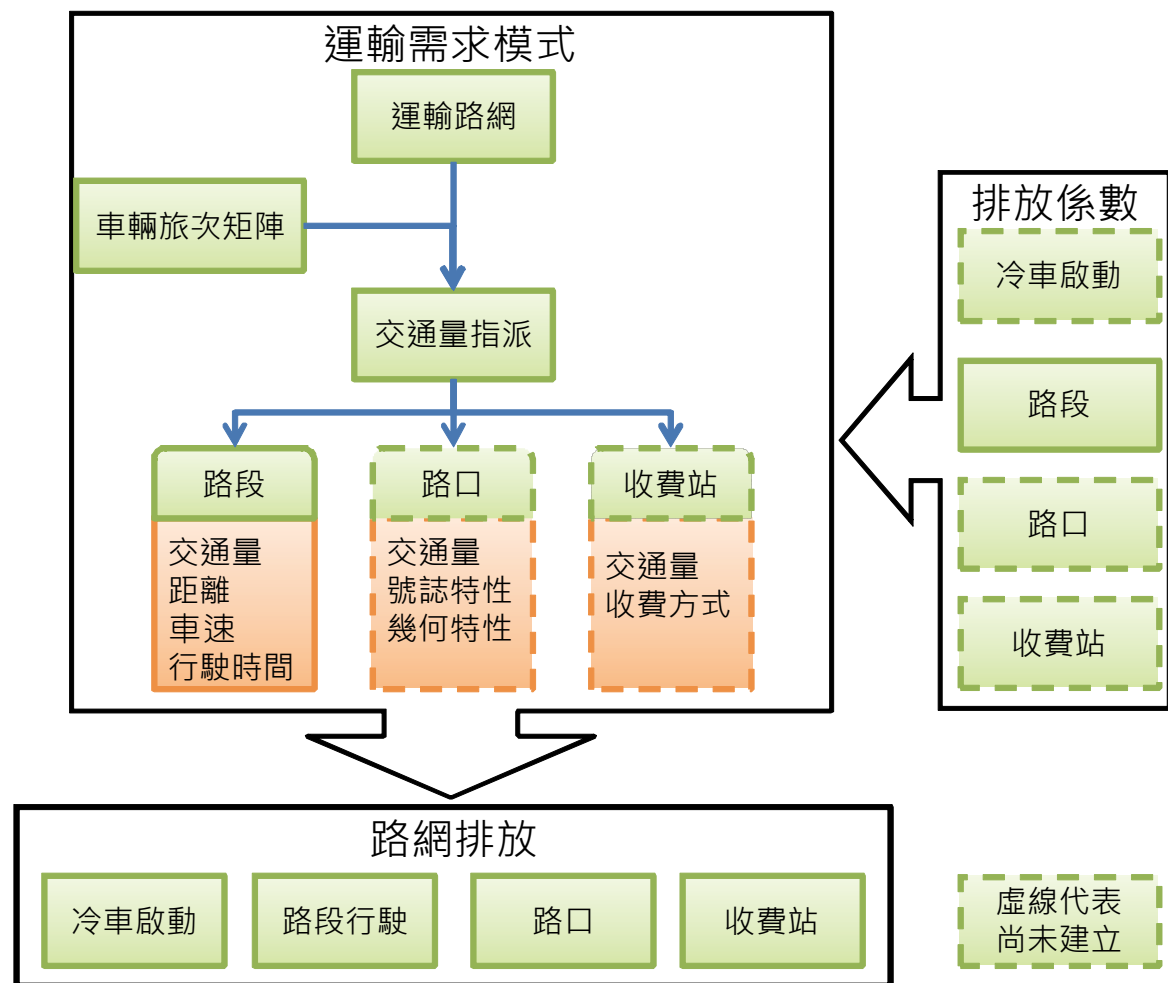 運輸需求模式
運輸路網
車輛旅次矩陣
交通量指派
路段
交通量
距離
車速
行駛時間
路口
交通量
號誌特性
幾何特性
收費站
交通量
收費方式
排放係數
冷車啟動
路段
路口
收費站
路網排放
冷車啟動
路段行駛
路口
收費站
虛線代表
尚未建立